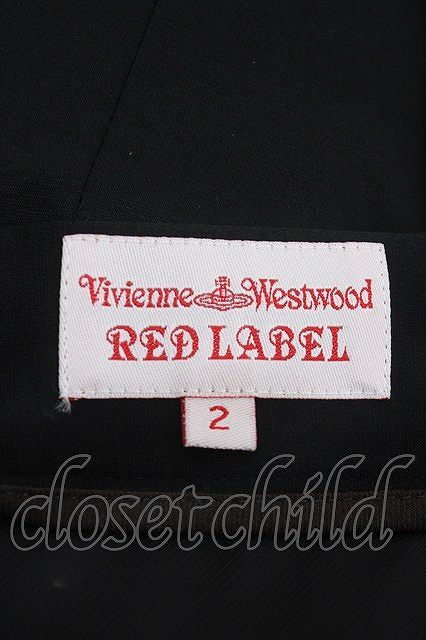 Vivienne Westwood
RED LABEL
2
closetchild